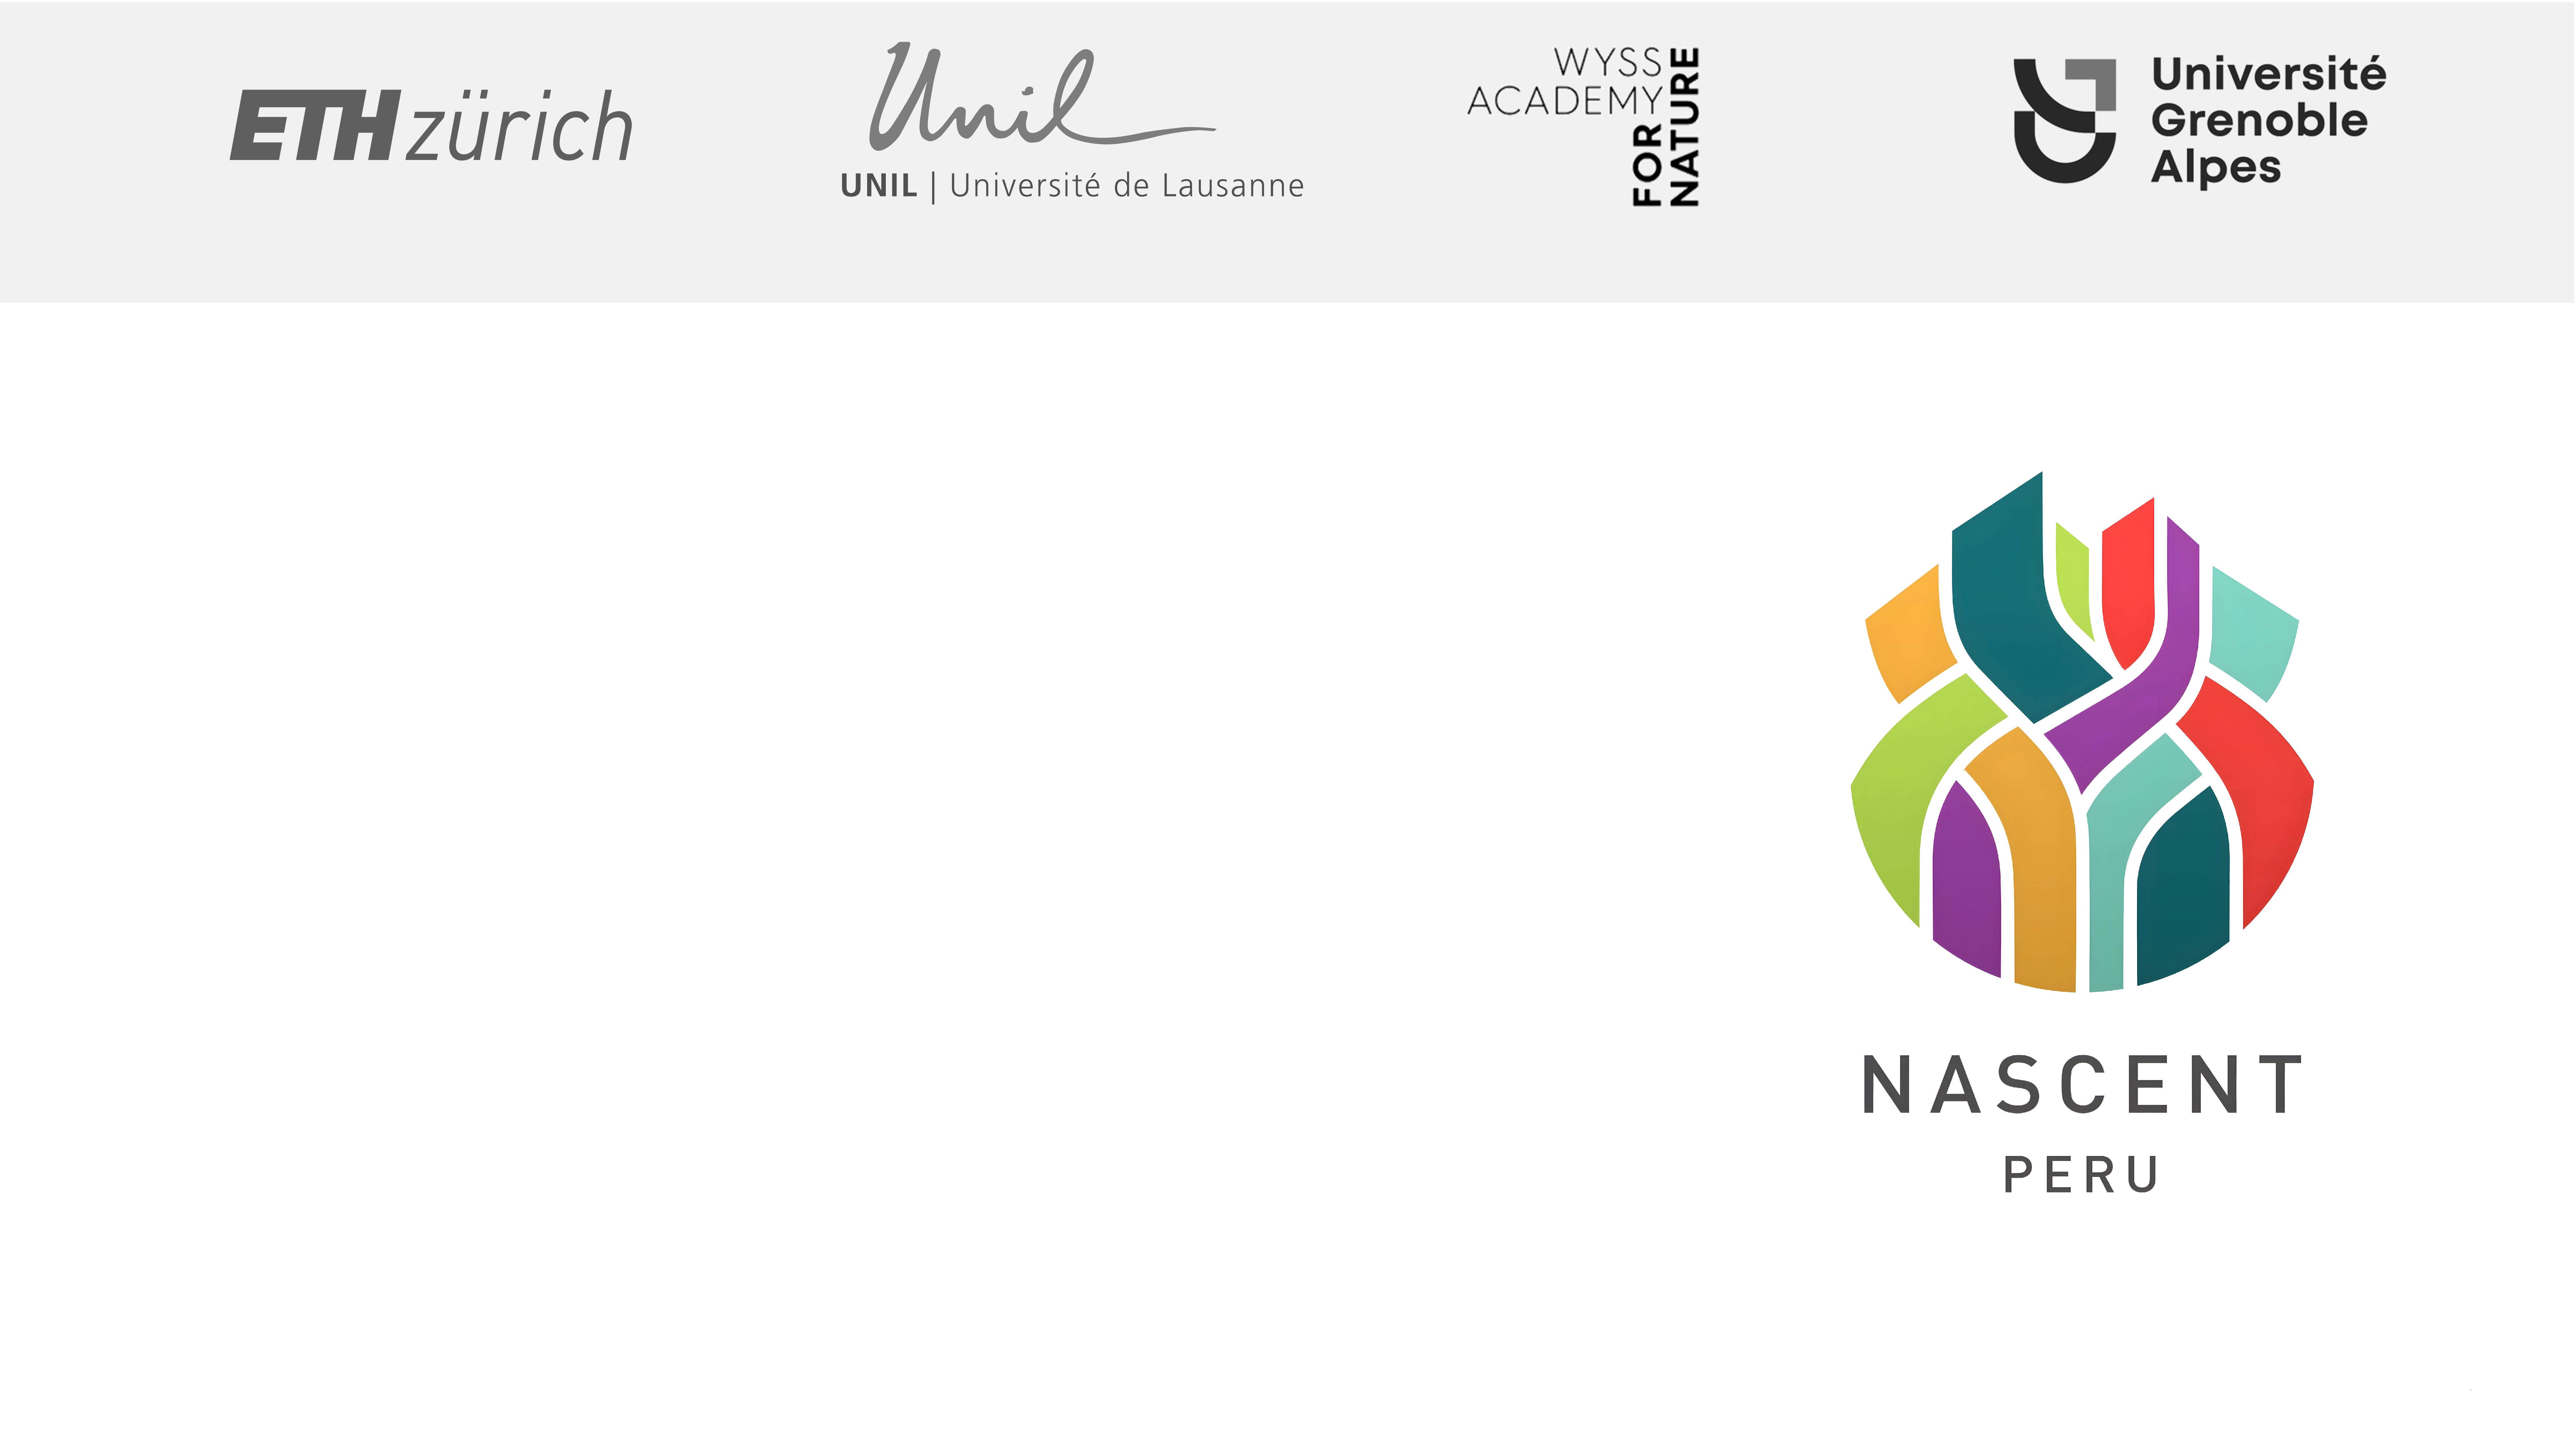 ETH zürich
Unil
UNIL | Université de Lausanne
WYSS
ACADEMY
FOR
NATURE
Université
Grenoble
Alpes
NASCENT
PERU